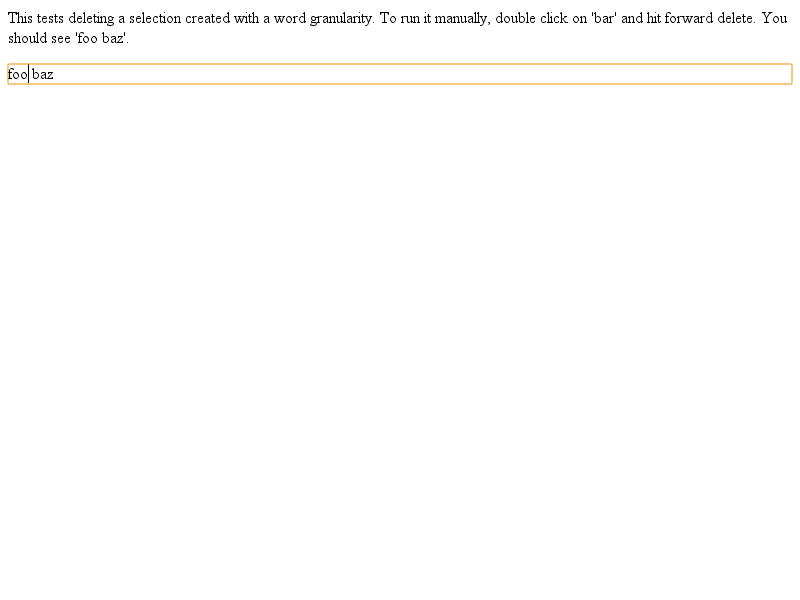 This tests deleting a selection created with a word granularity. To run it manually, double click on 'bar' and hit forward delete. You
should see 'foo baz'.
foo baz